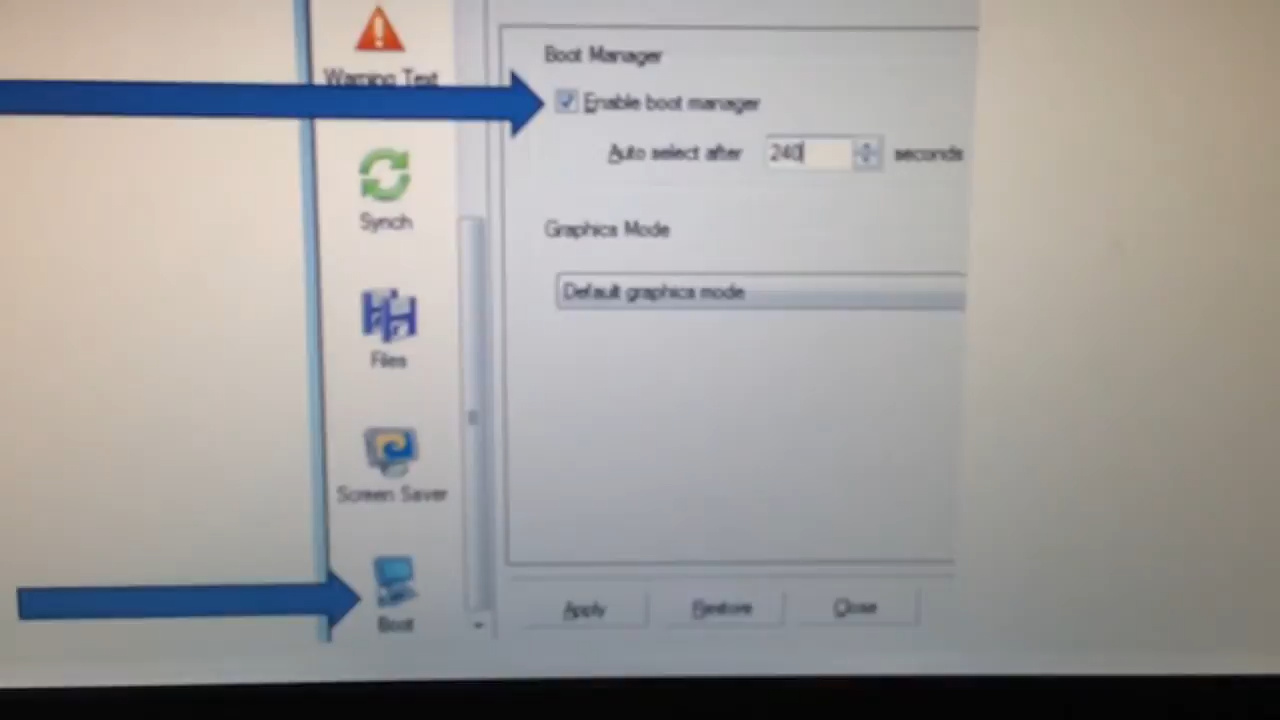 Warning Text
Synch
Files
Screen Saver
Boot
Boot Manager
Enable boot manager
Auto select after 240 seconds
Graphics Mode
Default graphics mode
Apply Restore Close